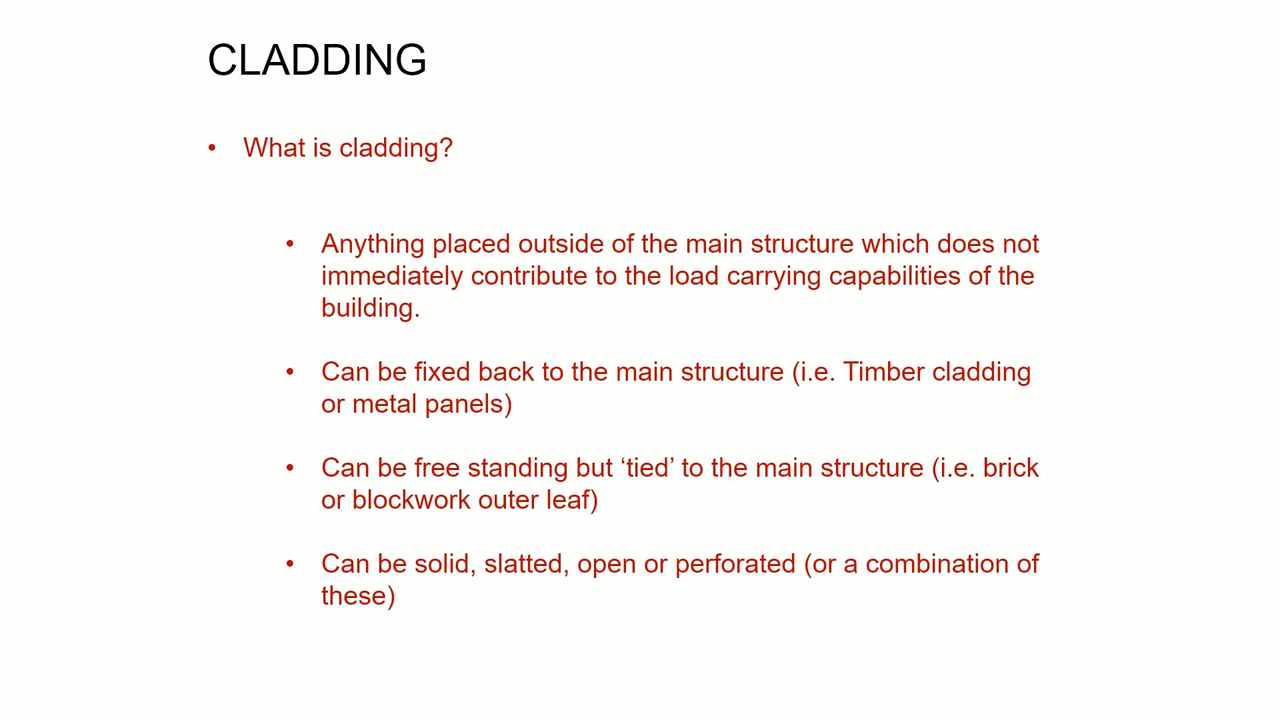 CLADDING
• What is cladding?
• Anything placed outside of the main structure which does not
immediately contribute to the load carrying capabilities of the
building.
• Can be fixed back to the main structure (i.e. Timber cladding
or metal panels)
• Can be free standing but ‘tied’ to the main structure (i.e. brick
or blockwork outer leaf)
• Can be solid, slatted, open or perforated (or a combination of
these)